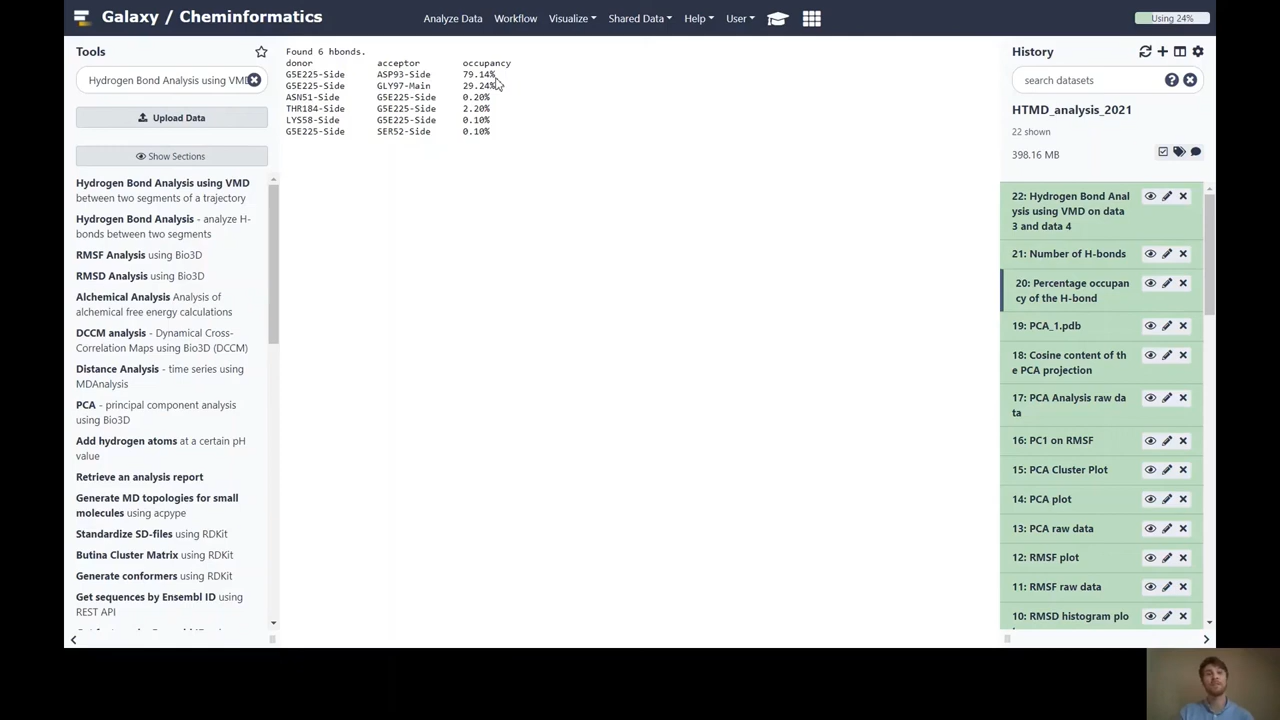 Galaxy / Cheminformatics
Analyze Data Workflow Visualize Shared Data Help User
Using 24%
Tools
Hydrogen Bond Analysis using VM
Upload Data
Show Sections
Hydrogen Bond Analysis using VMD
between two segments of a trajectory
Hydrogen Bond Analysis - analyze H-
bonds between two segments
RMSF Analysis using Bio3D
RMSD Analysis using Bio3D
Alchemical Analysis Analysis of
alchemical free energy calculations
DCCM analysis - Dynamical Cross-
Correlation Maps using Bio3D (DCCM)
Distance Analysis - time series using
MDAnalysis
PCA - principal component analysis
using Bio3D
Add hydrogen atoms at a certain pH
value
Retrieve an analysis report
Generate MD topologies for small
molecules using acpype
Standardize SD-files using RDKit
Butina Cluster Matrix using RDKit
Generate conformers using RDKit
Get sequences by Ensembl ID using
REST API
Found 6 hbonds.
donor acceptor occupancy
G5E225-Side ASP93-Side 79.14%
G5E225-Side GLY97-Main 29.24%
ASN51-Side G5E225-Side 0.20%
THR184-Side G5E225-Side 2.20%
LYS58-Side G5E225-Side 0.10%
G5E225-Side SER52-Side 0.10%
History
search datasets
HTMD_analysis_2021
22 shown
398.16 MB
22: Hydrogen Bond Anal
ysis using VMD on data
3 and data 4
21: Number of H-bonds
20: Percentage occupan
cy of the H-bond
19: PCA_1.pdb
18: Cosine content of th
e PCA projection
17: PCA Analysis raw da
ta
16: PC1 on RMSF
15: PCA Cluster Plot
14: PCA plot
13: PCA raw data
12: RMSF plot
11: RMSF raw data
10: RMSD histogram plo